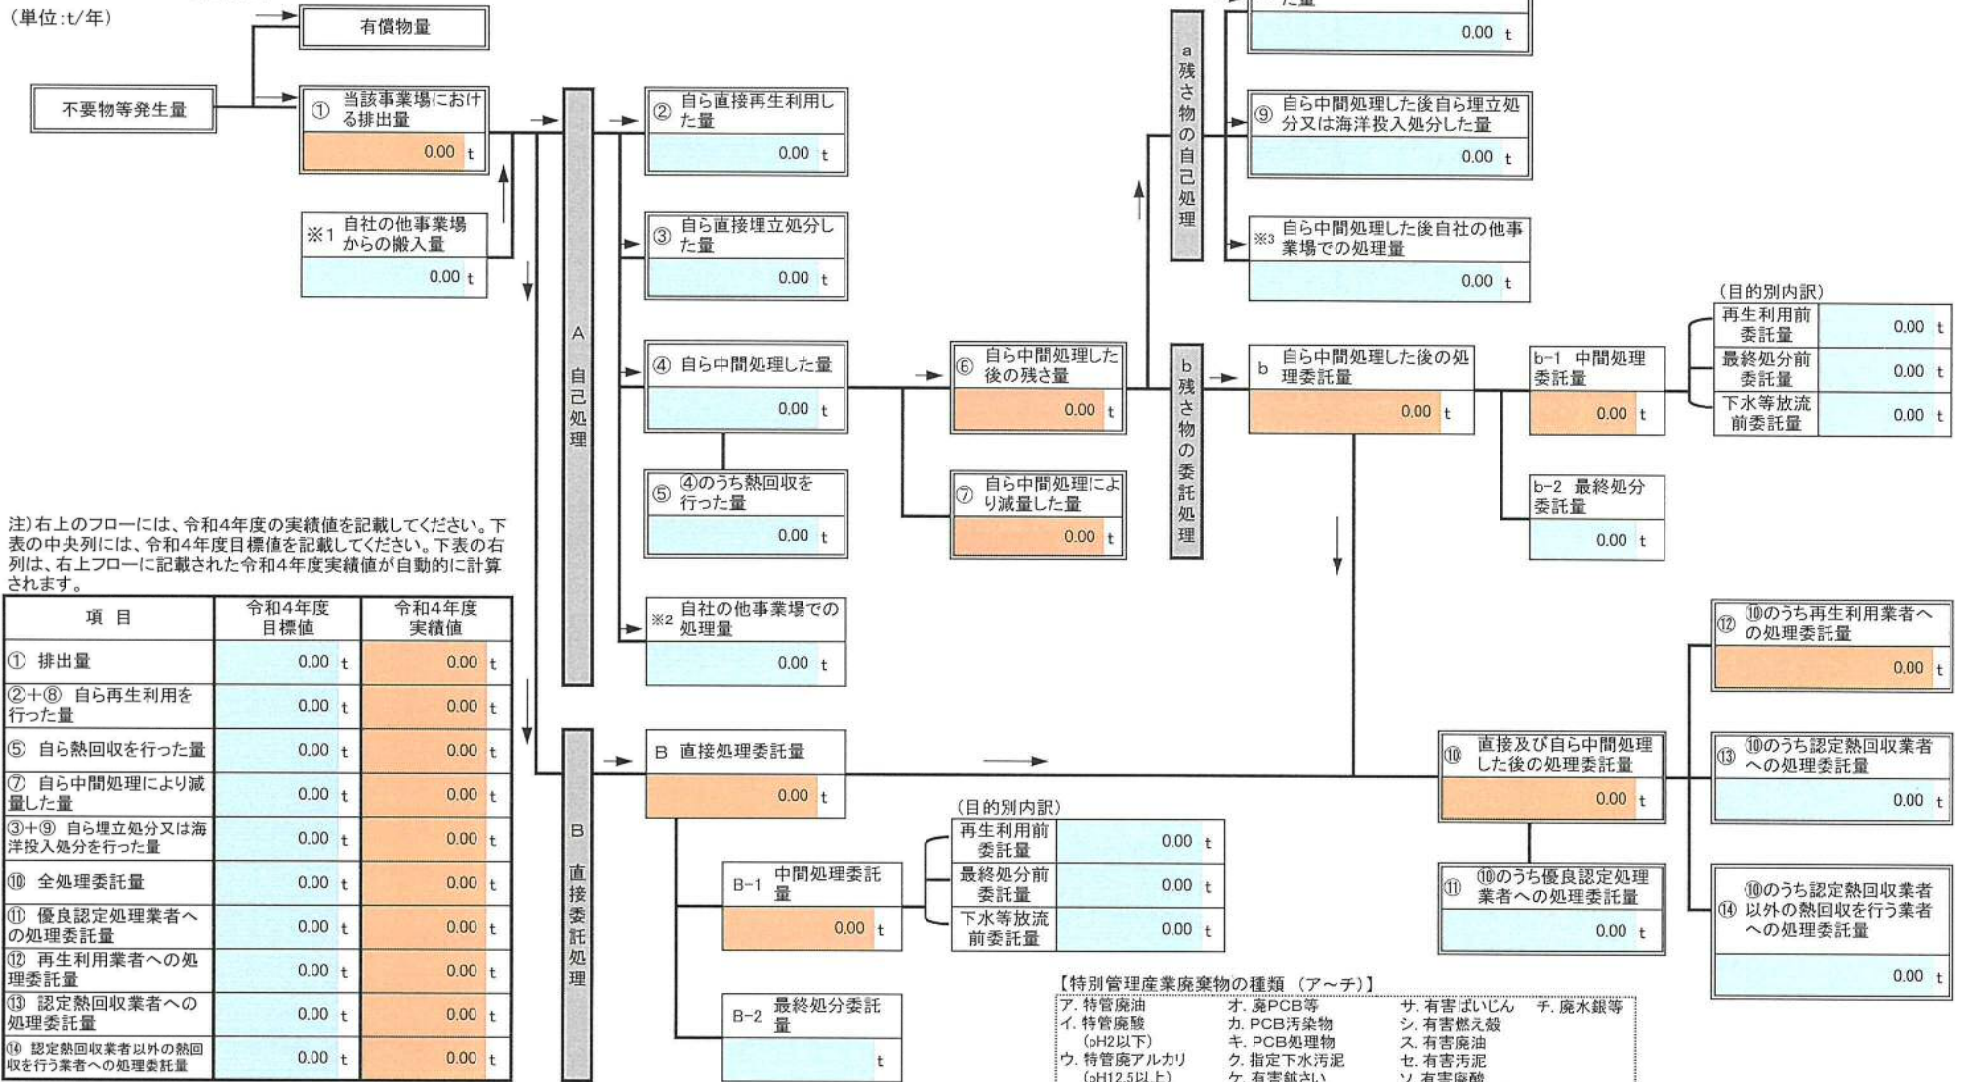 (単位:t/年)
有償物量
不要物等発生量
① 当該事業場におけ
る排出量
0.00 t
※1 自社の他事業場
からの搬入量
0.00 t
A 自己処理
② 自ら直接再生利用し
た量
0.00 t
③ 自ら直接埋立処分し
た量
0.00 t
④ 自ら中間処理した量
0.00 t
⑤ ④のうち熱回収を
行った量
0.00 t
※2 自社の他事業場での
処理量
0.00 t
⑥ 自ら中間処理した
後の残さ量
0.00 t
⑦ 自ら中間処理によ
り減量した量
0.00 t
a 残さ物の自己処理
た量
0.00 t
⑨ 自ら中間処理した後自ら埋立処
分又は海洋投入処分した量
0.00 t
※3 自ら中間処理した後自社の他事
業場での処理量
0.00 t
b 残さ物の委託処理
b 自ら中間処理した後の処
理委託量
0.00 t
b-1 中間処理
委託量
0.00 t
b-2 最終処分
委託量
0.00 t
(目的別内訳)
再生利用前
委託量
0.00 t
最終処分前
委託量
0.00 t
下水等放流
前委託量
0.00 t
注)右上のフローには、令和4年度の実績値を記載してください。下
表の中央列には、令和4年度目標値を記載してください。下表の右
列は、右上フローに記載された令和4年度実績値が自動的に計算
されます。
項 目 令和4年度
目標値 令和4年度
実績値
① 排出量 0.00 t 0.00 t
②+⑧ 自ら再生利用を
行った量 0.00 t 0.00 t
⑤ 自ら熱回収を行った量 0.00 t 0.00 t
⑦ 自ら中間処理により減
量した量 0.00 t 0.00 t
③+⑨ 自ら埋立処分又は海
洋投入処分を行った量 0.00 t 0.00 t
⑩ 全処理委託量 0.00 t 0.00 t
⑪ 優良認定処理業者へ
の処理委託量 0.00 t 0.00 t
⑫ 再生利用業者への処
理委託量 0.00 t 0.00 t
⑬ 認定熱回収業者への
処理委託量 0.00 t 0.00 t
⑭ 認定熱回収業者以外の熱回
収を行う業者への処理委託量 0.00 t 0.00 t
B 直接委託処理
B 直接処理委託量
0.00 t
B-1 中間処理委託
量
0.00 t
B-2 最終処分委託
量
t
(目的別内訳)
再生利用前
委託量
0.00 t
最終処分前
委託量
0.00 t
下水等放流
前委託量
0.00 t
⑩ 直接及び自ら中間処理
した後の処理委託量
0.00 t
⑪ ⑩のうち優良認定処理
業者への処理委託量
0.00 t
⑫ ⑩のうち再生利用業者へ
の処理委託量
0.00 t
⑬ ⑩のうち認定熱回収業者
への処理委託量
0.00 t
⑭ ⑩のうち認定熱回収業者
以外の熱回収を行う業者
への処理委託量
0.00 t
【特別管理産業廃棄物の種類 (ア～チ)】
ア. 特管廃油 オ. 廃PCB等 サ. 有害ばいじん チ. 廃水銀等
イ. 特管廃酸 カ. PCB汚染物 シ. 有害燃え殻
(pH2以下) キ. PCB処理物 ス. 有害廃油
ウ. 特管廃アルカリ ク. 指定下水汚泥 セ. 有害汚泥
(pH12.5以上) ケ. 有害鉱さい ソ. 有害廃酸